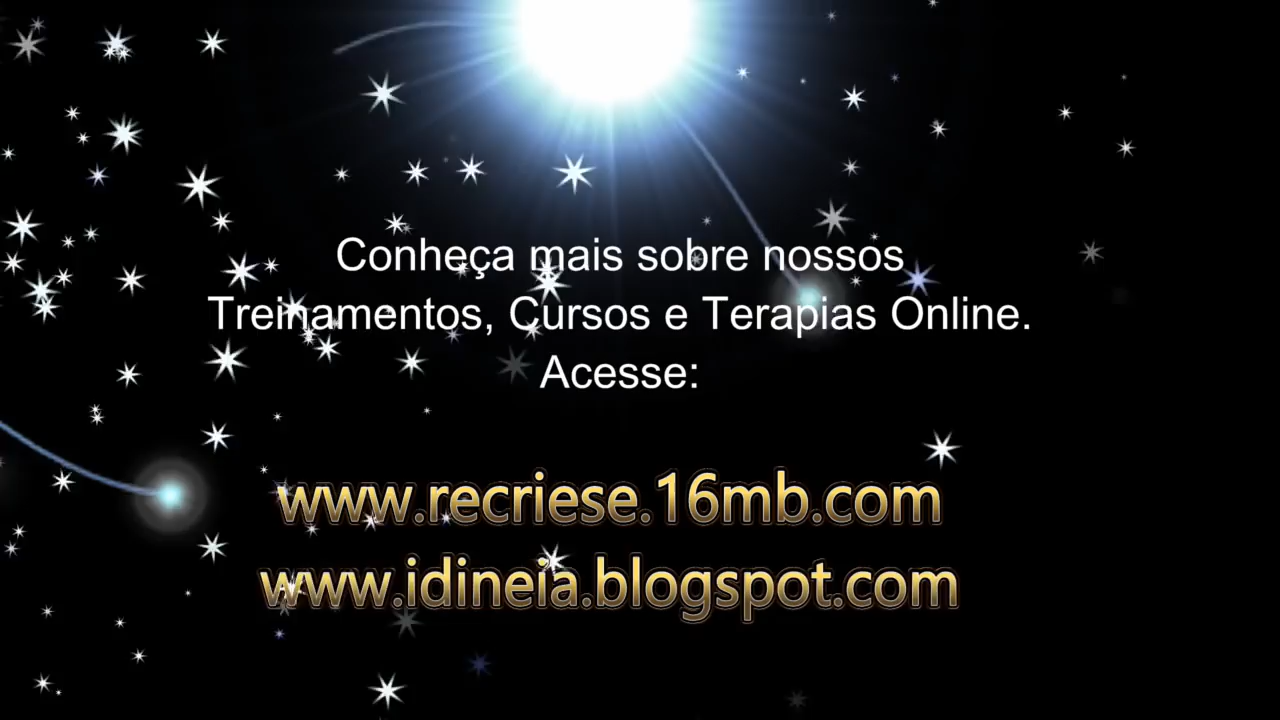 Conheça mais sobre nossos
Treinamentos, Cursos e Terapias Online.
Acesse:
www.recriese.16mb.com
www.idineia.blogspot.com